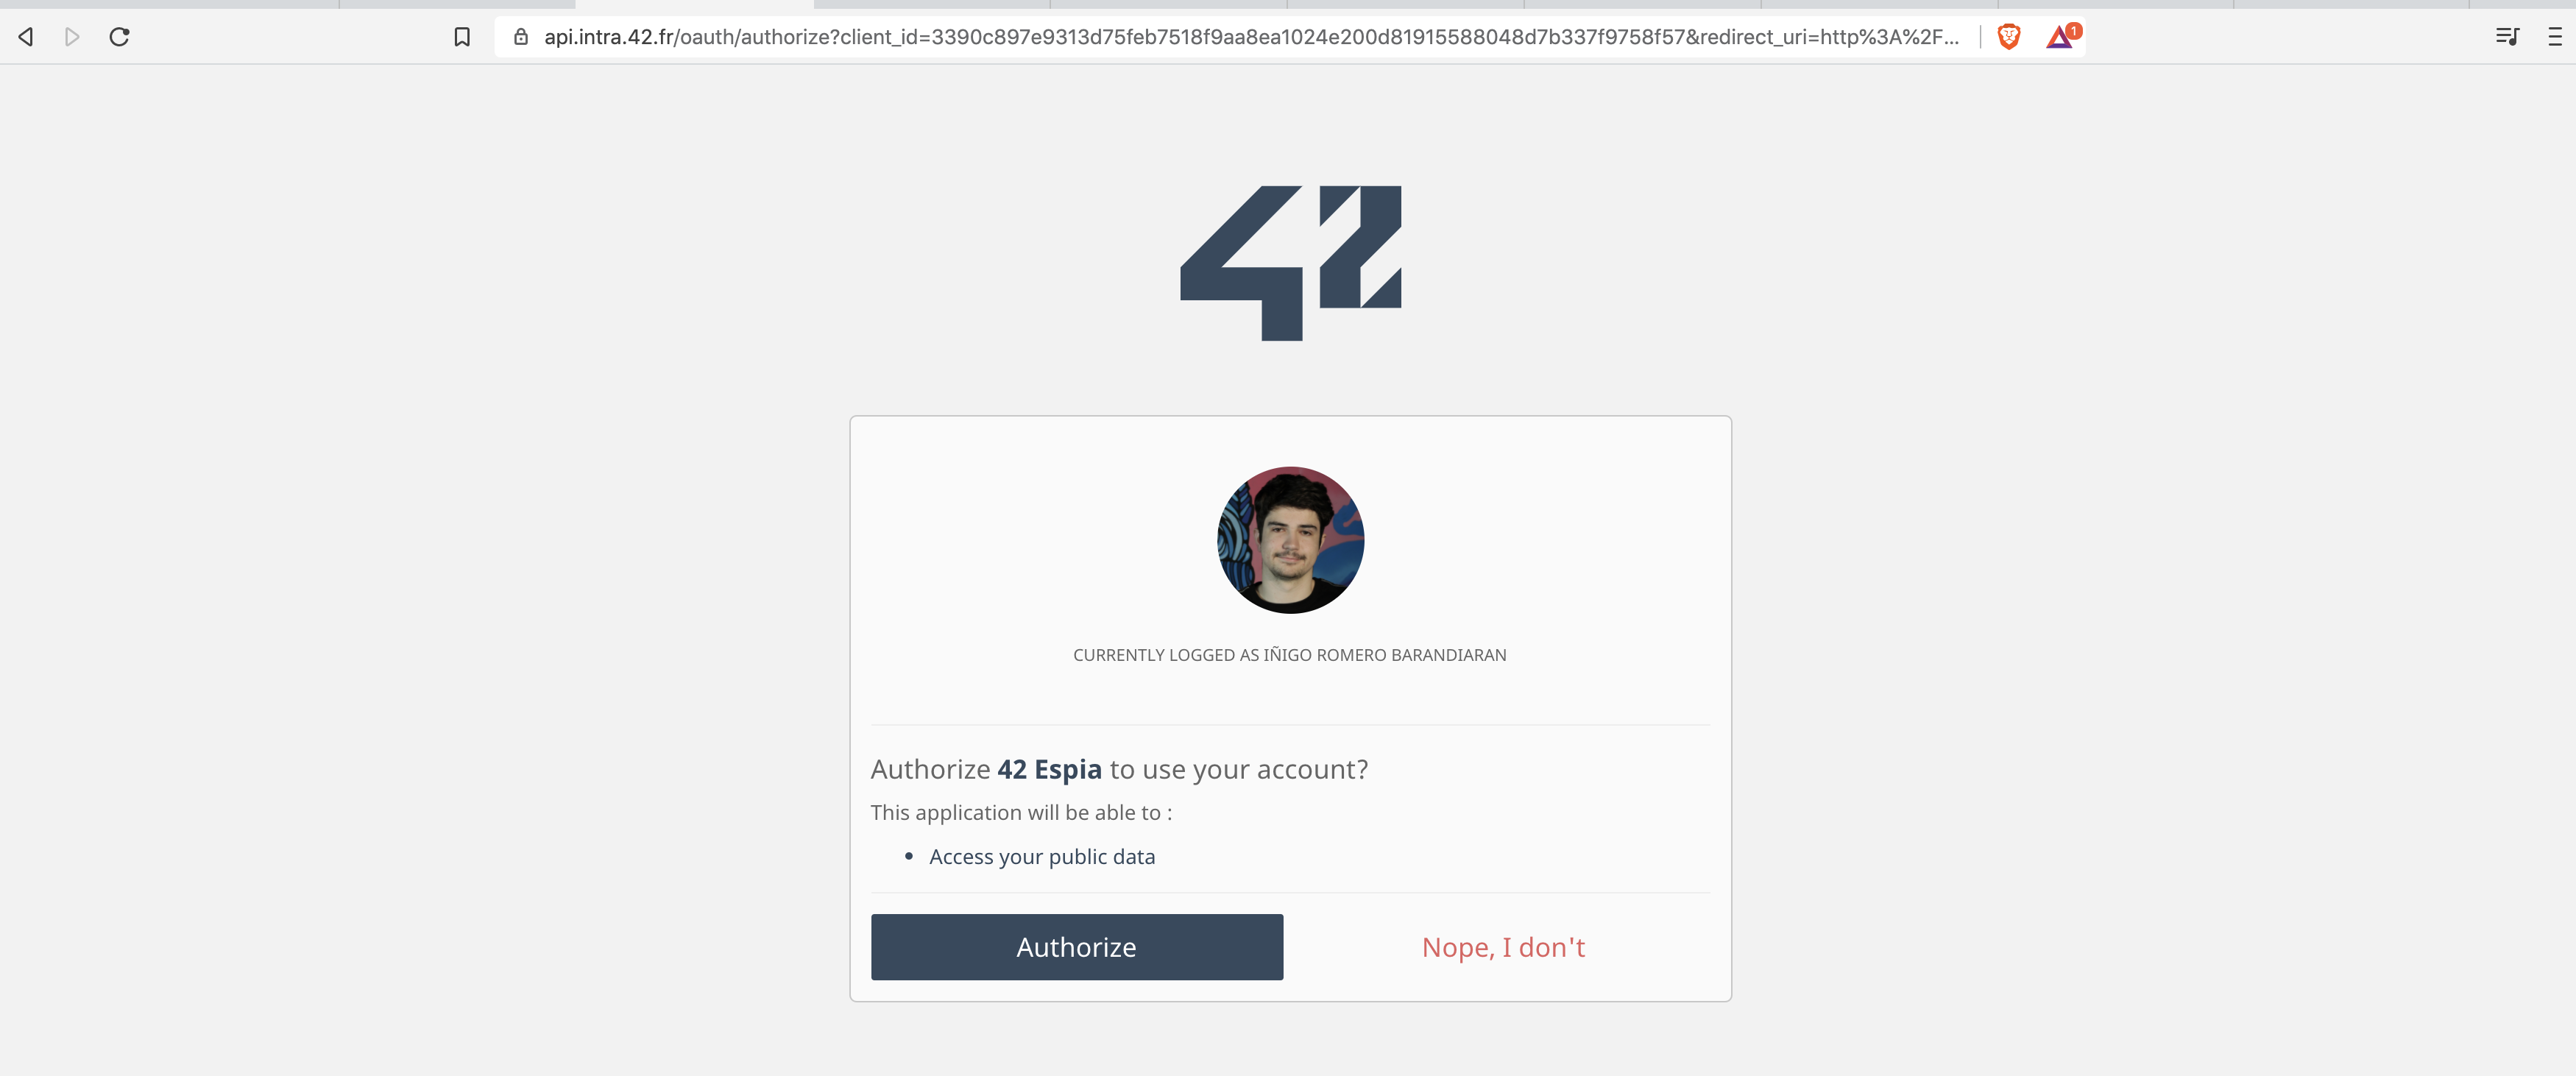 api.intra.42.fr/oauth/authorize?client_id=3390c897e9313d75feb7518f9aa8ea1024e200d81915588048d7b337f9758f57&redirect_uri=http%3A%2F...
1
42
CURRENTLY LOGGED AS IÑIGO ROMERO BARANDIARAN
Authorize 42 Espia to use your account?
This application will be able to :
• Access your public data
Authorize
Nope, I don't